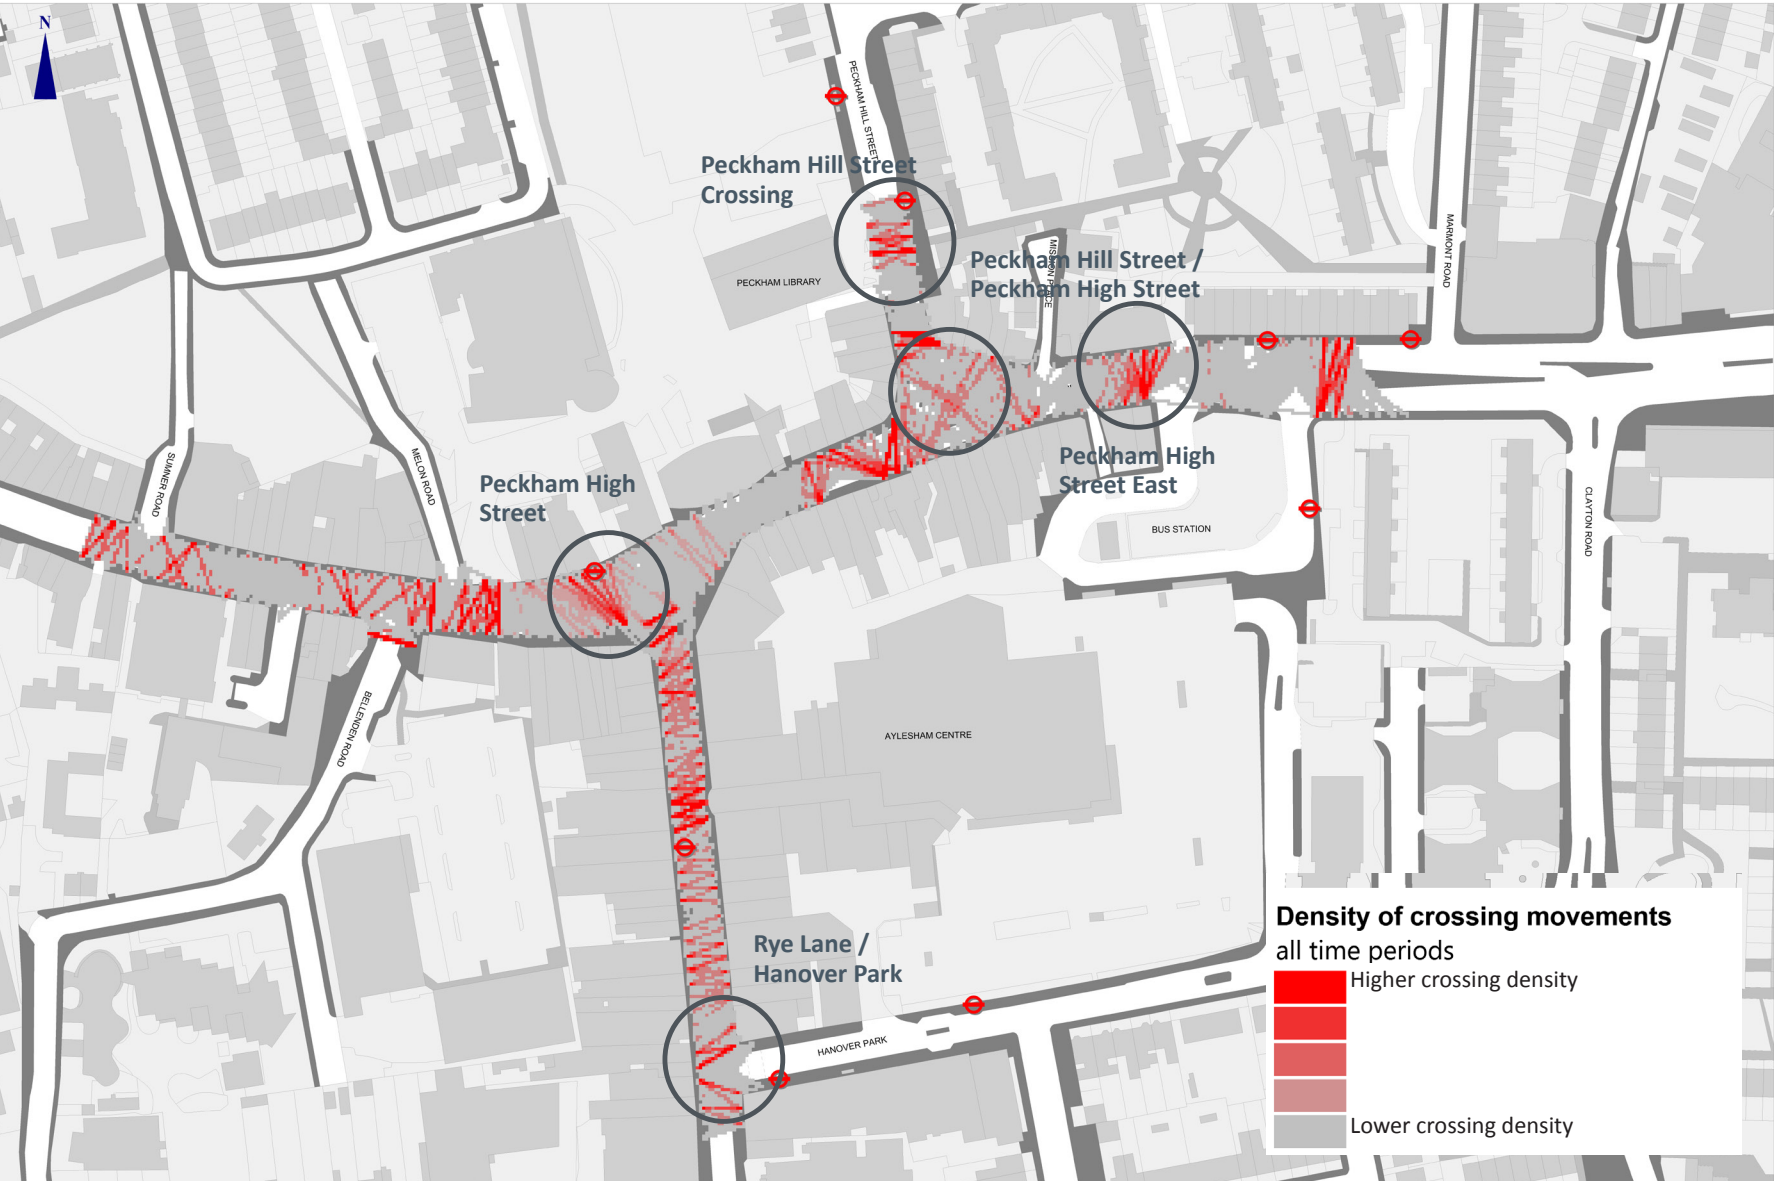 N
PECKHAM HILL STREET
Peckham Hill Street
Crossing
PECKHAM LIBRARY
MISSION PLACE
Peckham Hill Street /
Peckham High Street
MARMONT ROAD
SUMNER ROAD
MELON ROAD
Peckham High
Street
Peckham High
Street East
BUS STATION
CLAYTON ROAD
BELLENDEN ROAD
AYLESHAM CENTRE
Rye Lane /
Hanover Park
HANOVER PARK
Density of crossing movements
all time periods
Higher crossing density
Lower crossing density